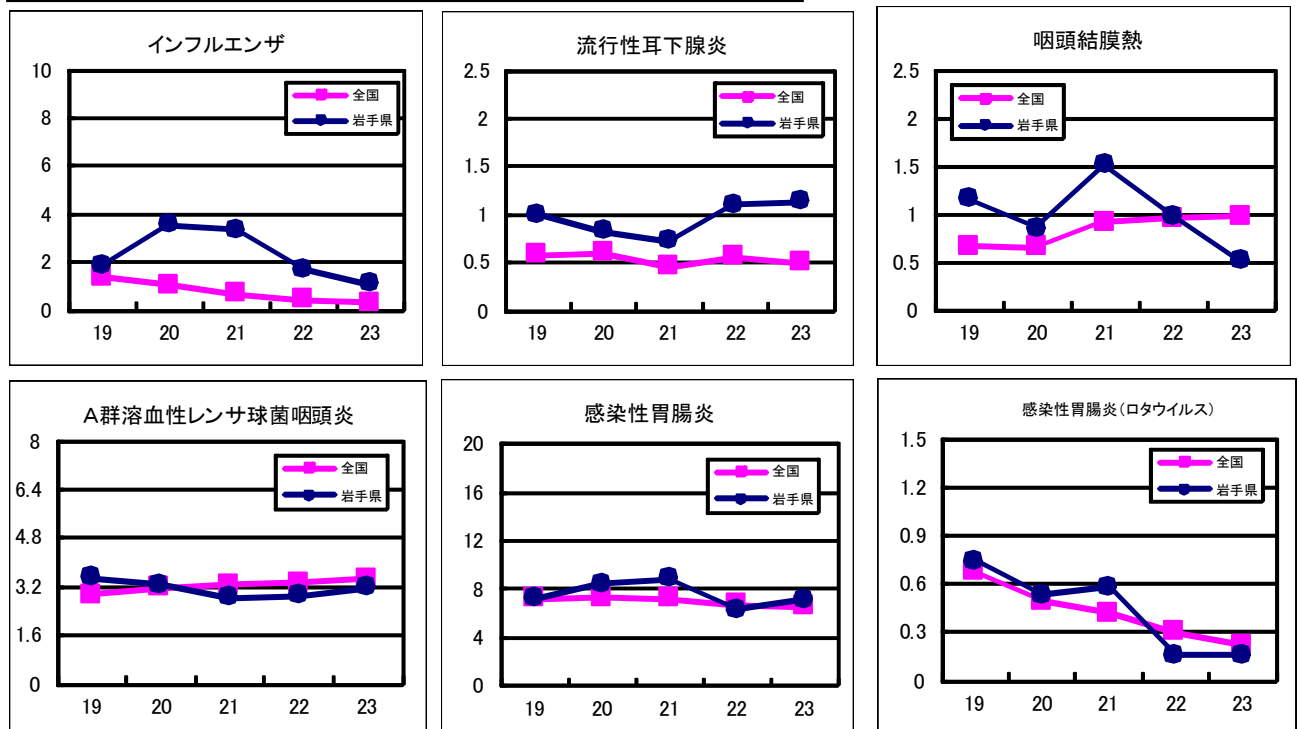 インフルエンザ
10
8
6
4
2
0
全国
岩手県
19 20 21 22 23
流行性耳下腺炎
2.5
2
1.5
1
0.5
0
全国
岩手県
19 20 21 22 23
咽頭結膜熱
2.5
2
1.5
1
0.5
0
全国
岩手県
19 20 21 22 23
A群溶血性レンサ球菌咽頭炎
8
6.4
4.8
3.2
1.6
0
全国
岩手県
19 20 21 22 23
感染性胃腸炎
20
16
12
8
4
0
全国
岩手県
19 20 21 22 23
感染性胃腸炎(ロタウイルス)
1.5
1.2
0.9
0.6
0.3
0
全国
岩手県
19 20 21 22 23